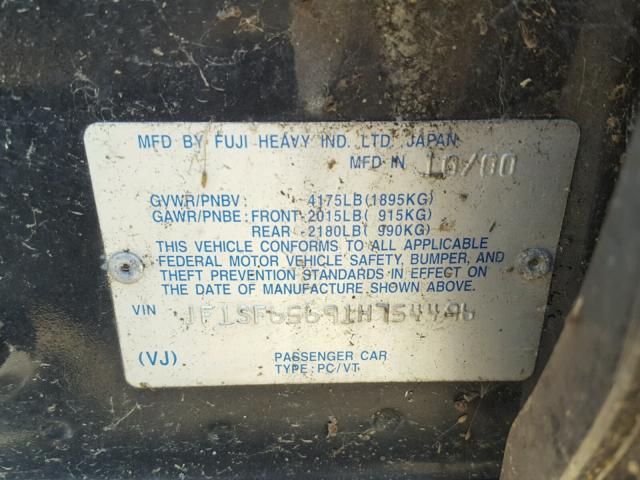 MFD BY FUJI HEAVY IND. LTD. JAPAN
MFD IN 10/00
GVWR/PNBV : 4175LB(1895KG)
GAWR/PNBE : FRONT-2015LB( 915KG)
REAR -2180LB( 990KG)
THIS VEHICLE CONFORMS TO ALL APPLICABLE
FEDERAL MOTOR VEHICLE SAFETY, BUMPER, AND
THEFT PREVENTION STANDARDS IN EFFECT ON
THE DATE OF MANUFACTURE SHOWN ABOVE.
VIN
(VJ)
PASSENGER CAR
TYPE : PC/VT